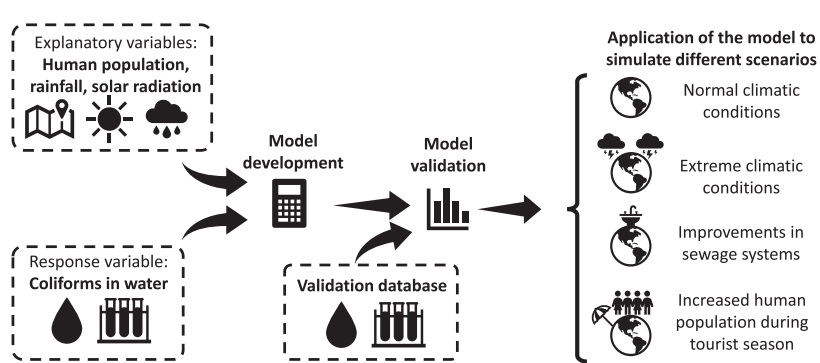 Explanatory variables:
Human population,
rainfall, solar radiation
Response variable:
Coliforms in water
Model
development
Validation database
Model
validation
Application of the model to
simulate different scenarios
Normal climatic
conditions
Extreme climatic
conditions
Improvements in
sewage systems
Increased human
population during
tourist season